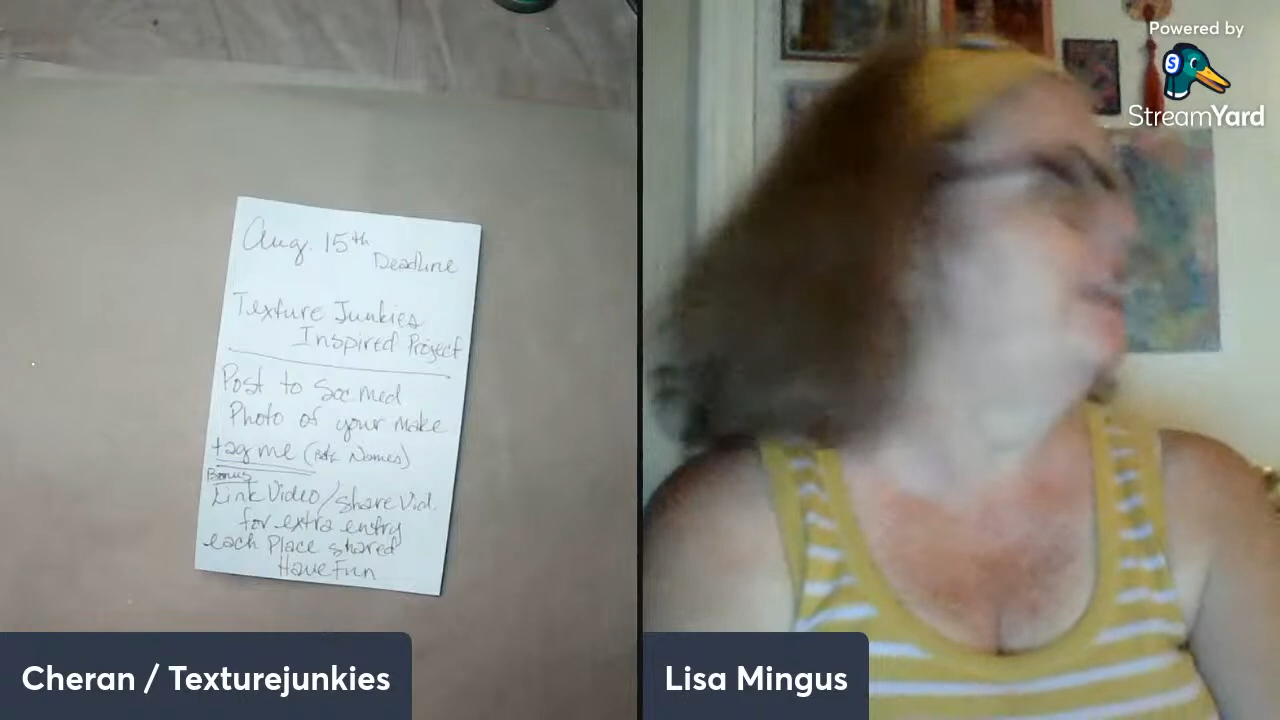 Aug. 15th
Deadline
Texture Junkies
Inspired Project
Post to Soc Med
Photo of your make
tag me ( Names)
Bonus
Link Video/share Vid.
for extra entry
each Place shared
Have Fun
Cheran / Texturejunkies
Lisa Mingus
Powered by
S
StreamYard